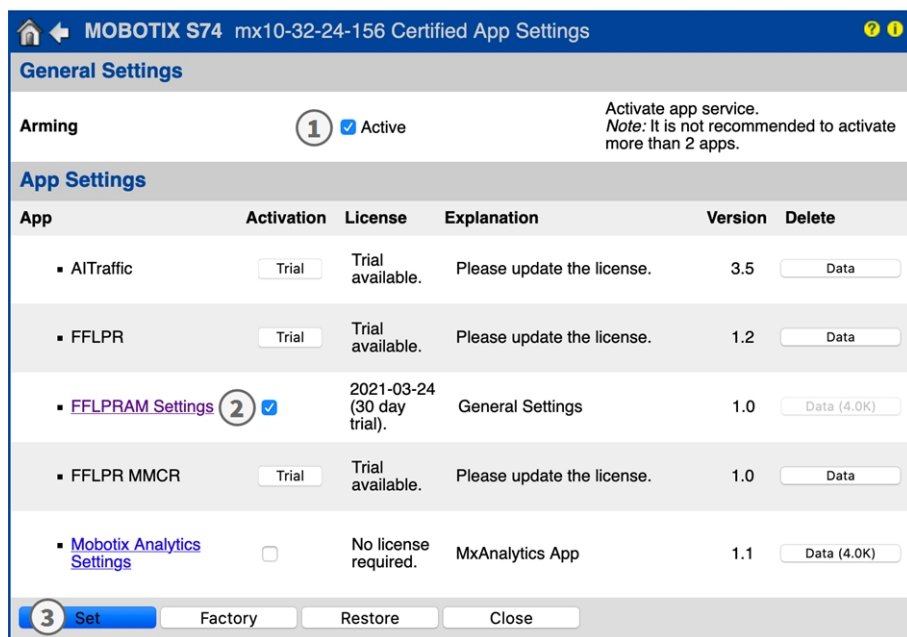 MOBOTIX S74 mx10-32-24-156 Certified App Settings ? i
General Settings
Arming 1 Active Activate app service.
Note: It is not recommended to activate
more than 2 apps.
App Settings
App Activation License Explanation Version Delete
AITraffic Trial Trial
available. Please update the license. 3.5 Data
FFLPR Trial Trial
available. Please update the license. 1.2 Data
FFLPRAM Settings 2 2021-03-24
(30 day
trial). General Settings 1.0 Data (4.0K)
FFLPR MMCR Trial Trial
available. Please update the license. 1.0 Data
Mobotix Analytics
Settings No license
required. MxAnalytics App 1.1 Data (4.0K)
3 Set Factory Restore Close